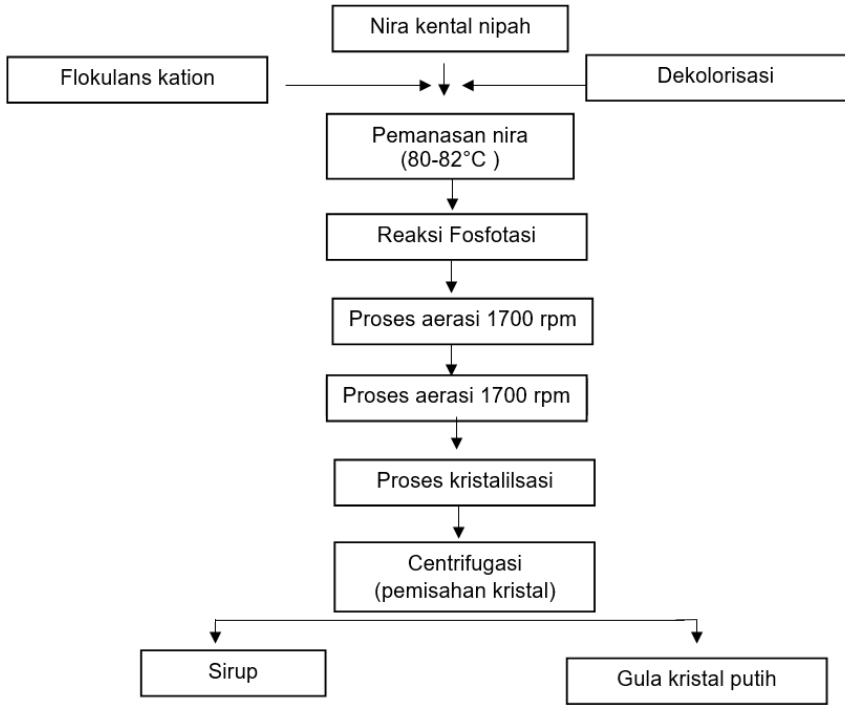 Nira kental nipah
Flokulans kation
Dekolorisasi
Pemanasan nira
(80-82°C )
Reaksi Fosfotasi
Proses aerasi 1700 rpm
Proses aerasi 1700 rpm
Proses kristalilsasi
Centrifugasi
(pemisahan kristal)
Sirup
Gula kristal putih